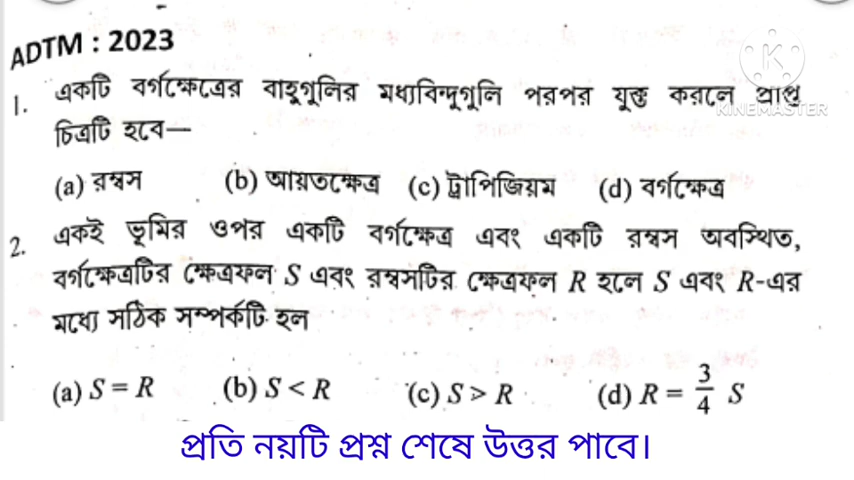 ADTM : 2023
KINEMASTER
1. একটি বর্গক্ষেত্রের বাহুগুলির মধ্যবিন্দুগুলি পরপর যুক্ত করলে প্রাপ্ত
চিত্রটি হবে—
(a) রম্বস (b) আয়তক্ষেত্র (c) ট্রাপিজিয়ম (d) বর্গক্ষেত্র
2. একই ভূমির ওপর একটি বর্গক্ষেত্র এবং একটি রম্বস অবস্থিত,
বর্গক্ষেত্রটির ক্ষেত্রফল S এবং রম্বসটির ক্ষেত্রফল R হলে S এবং R-এর
মধ্যে সঠিক সম্পর্কটি হল
(a) S = R (b) S < R (c) S > R (d) R = 3/4 S
প্রতি নয়টি প্রশ্ন শেষে উত্তর পাবে।